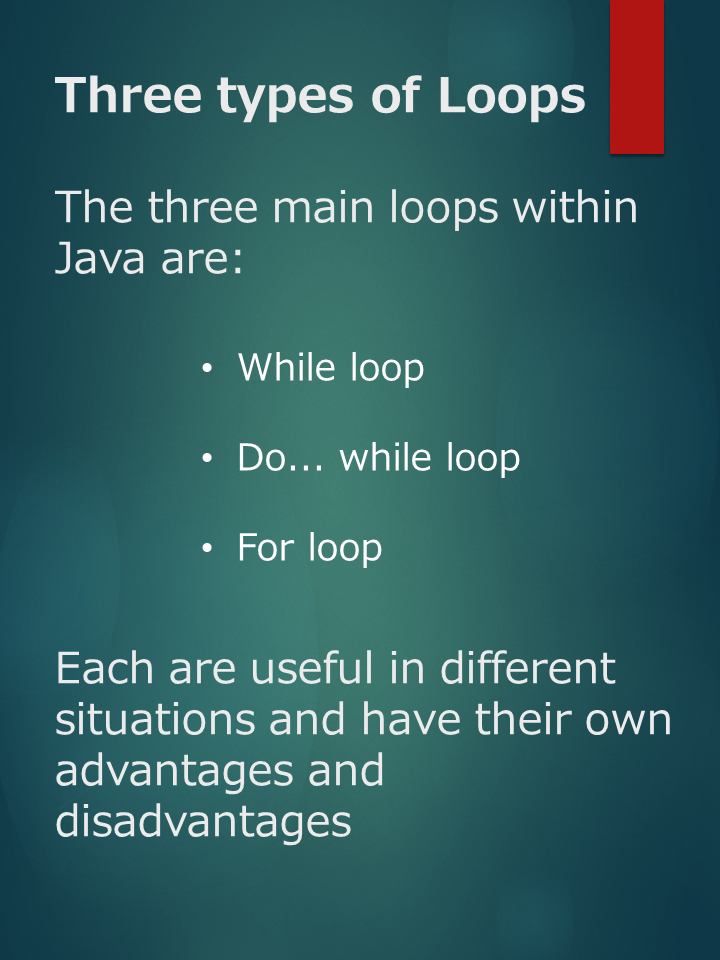 Three types of Loops
The three main loops within
Java are:
• While loop
• Do... while loop
• For loop
Each are useful in different
situations and have their own
advantages and
disadvantages